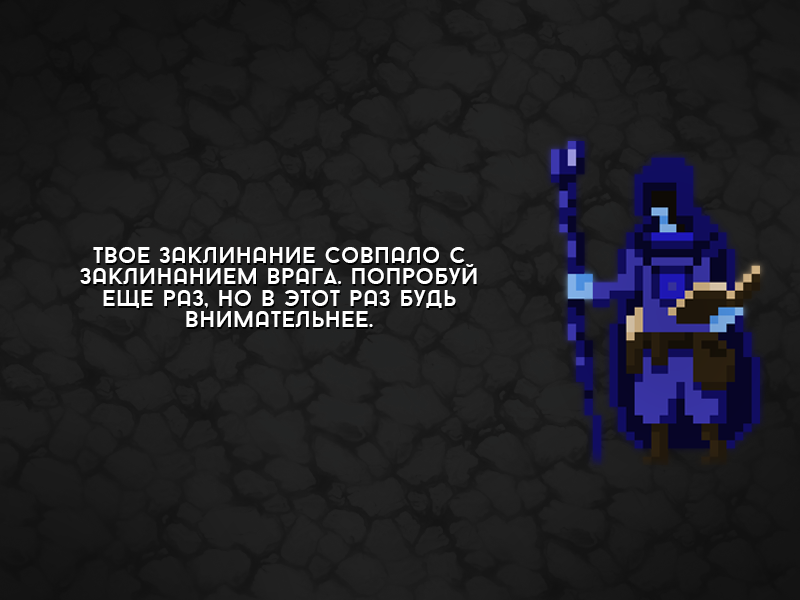 ТВОЕ ЗАКЛИНАНИЕ СОВПАЛО С
ЗАКЛИНАНИЕМ ВРАГА. ПОПРОБУЙ
ЕЩЕ РАЗ, НО В ЭТОТ РАЗ БУДЬ
ВНИМАТЕЛЬНЕЕ.